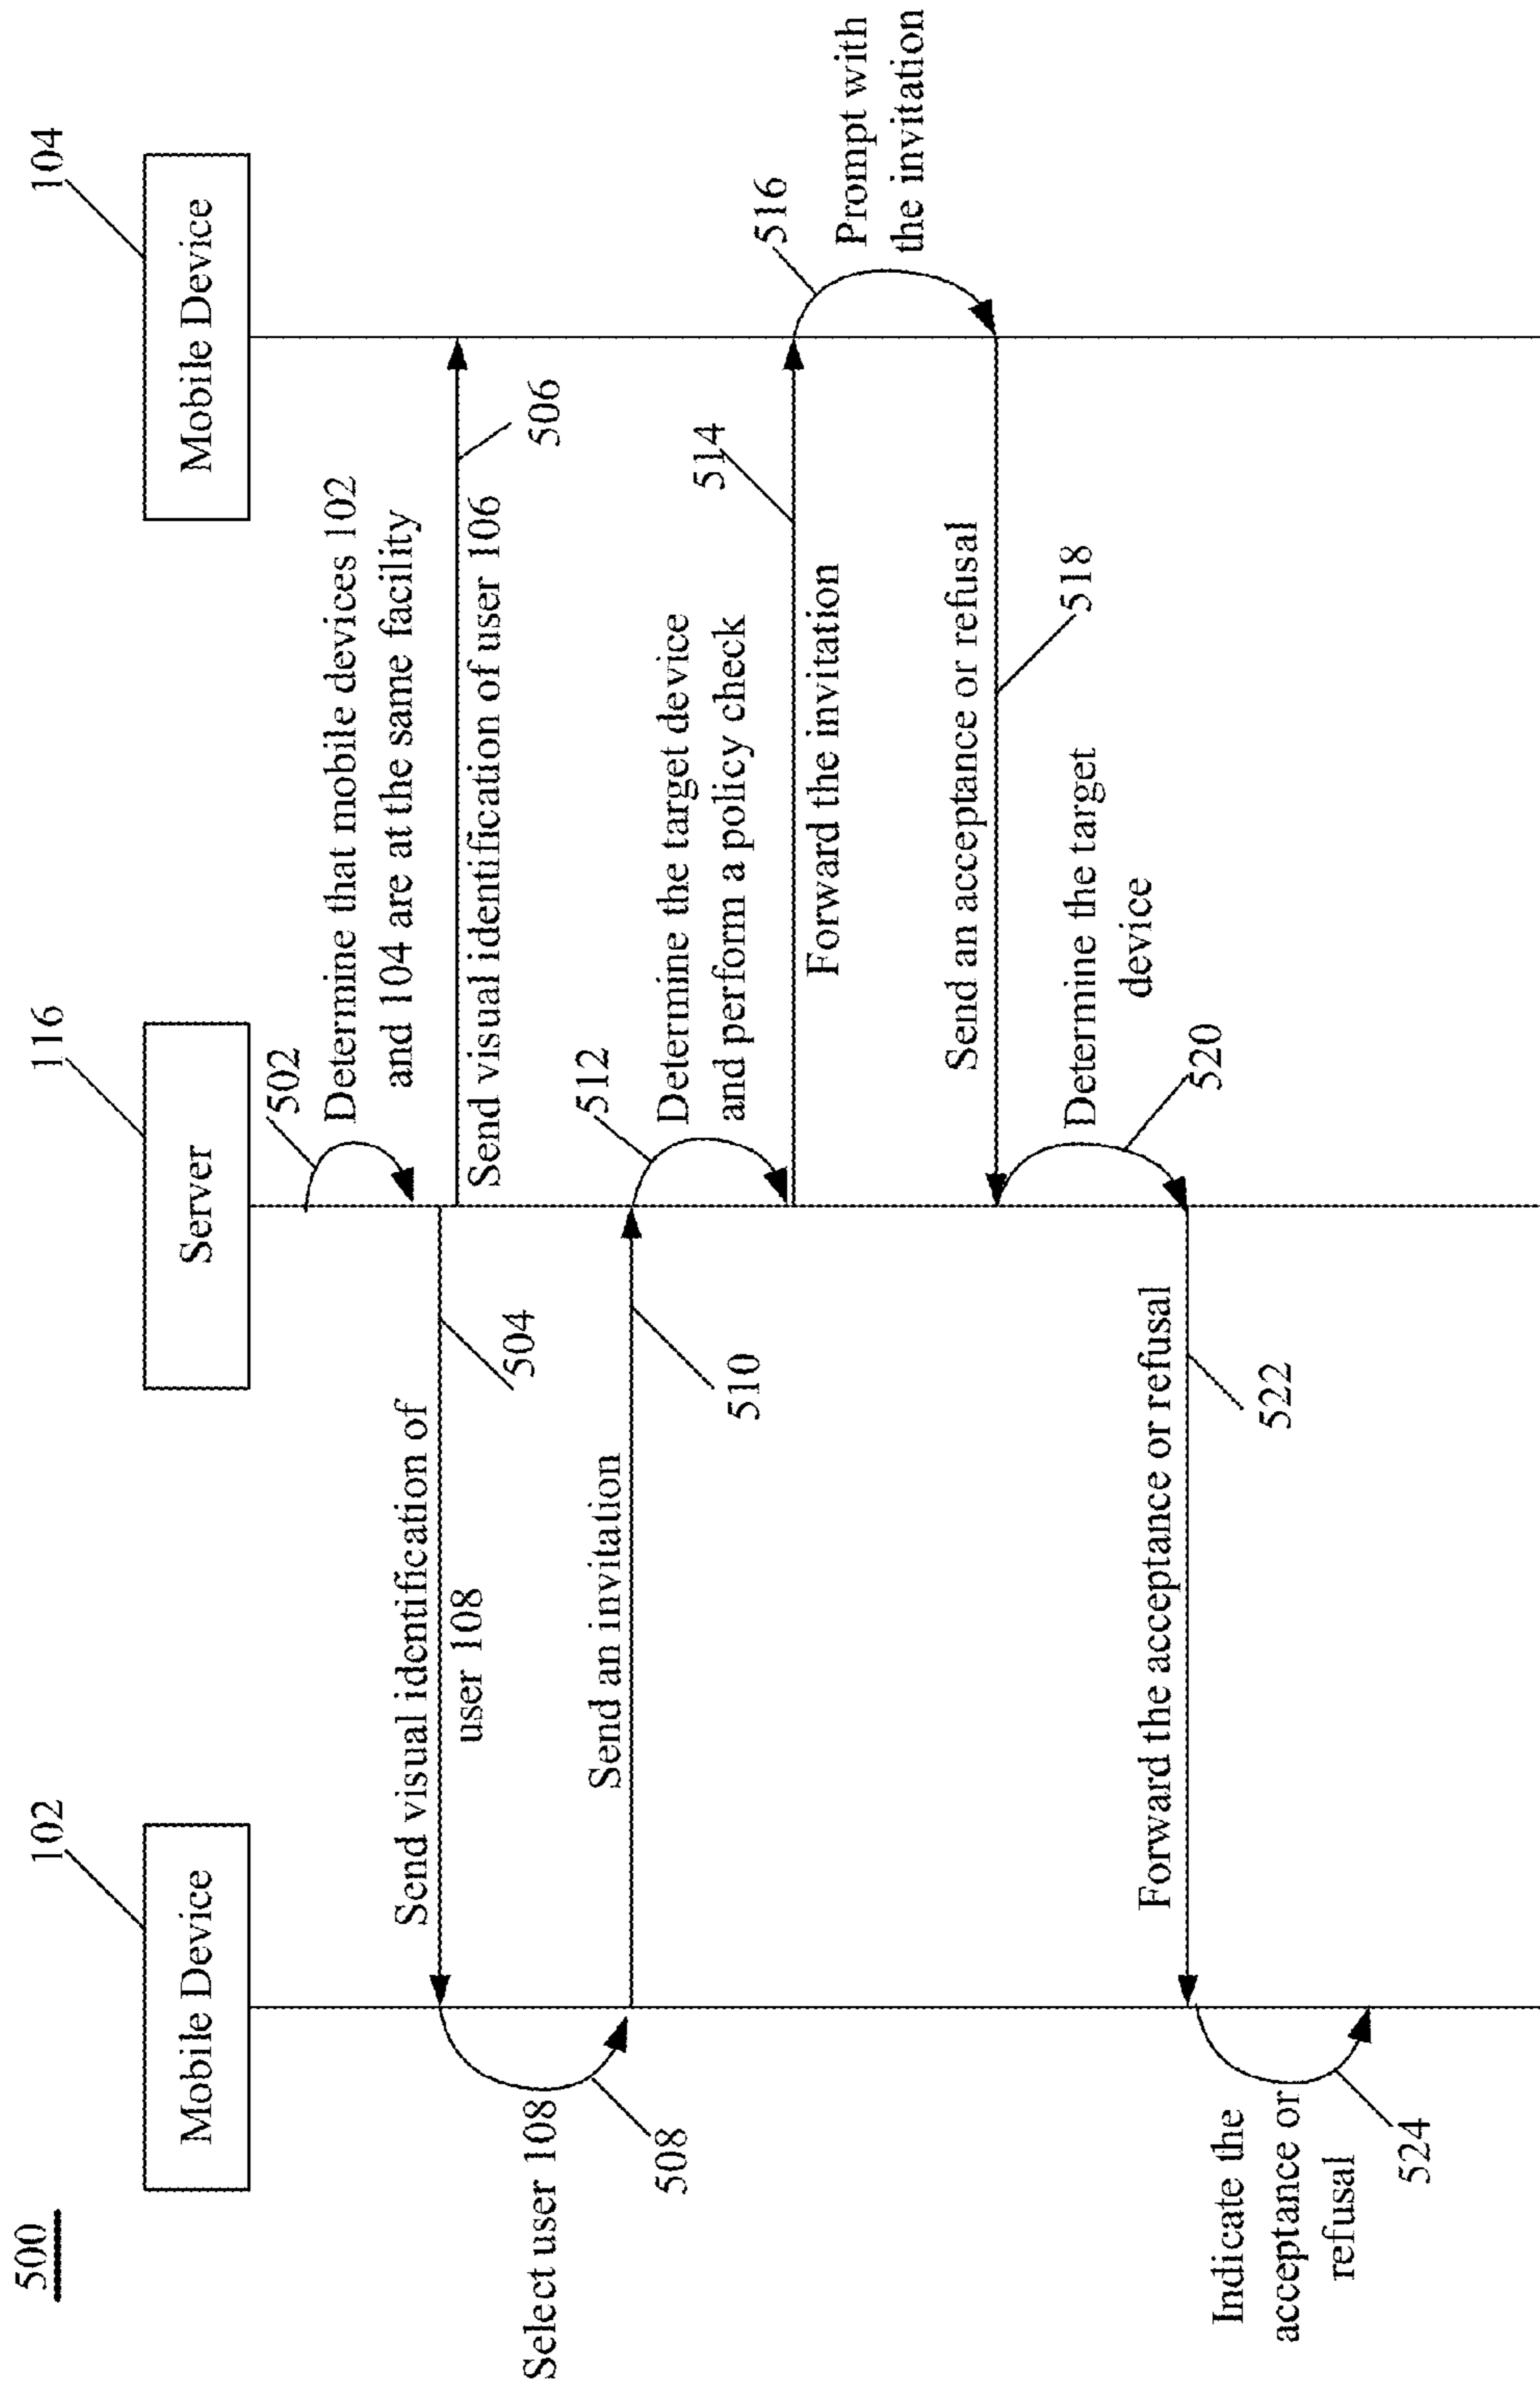 500
102
116
104
Mobile Device
Server
Mobile Device
502
Determine that mobile devices 102
and 104 are at the same facility
Send visual identification of
user 108
504
Send visual identification of user 106
506
Select user 108
508
Send an invitation
510
512
Determine the target device
and perform a policy check
514
Forward the invitation
516
Prompt with
the invitation
Send an acceptance or refusal
518
Determine the target
device
520
Forward the acceptance or refusal
522
Indicate the
acceptance or
refusal
524